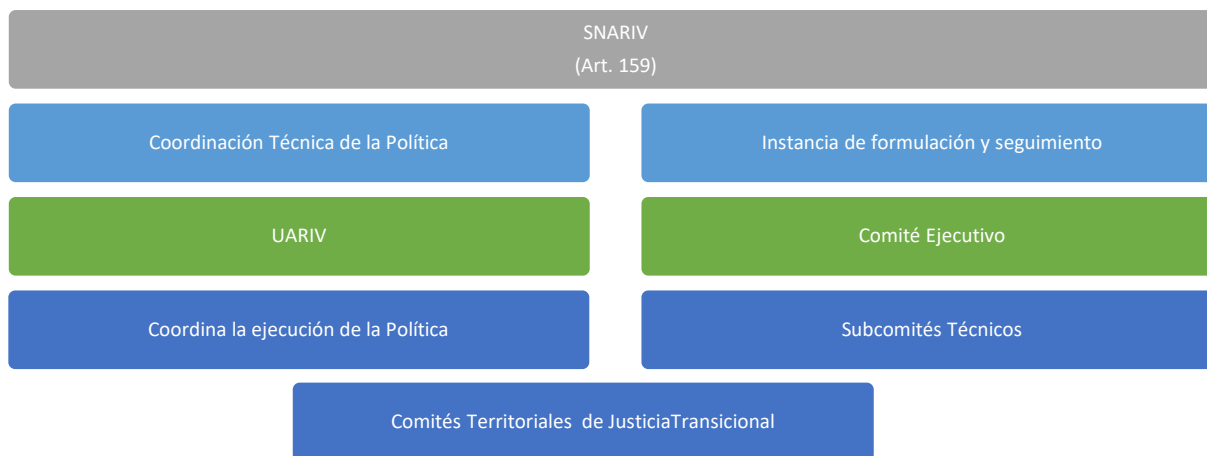 SNARIV
(Art. 159)
Coordinación Técnica de la Política
Instancia de formulación y seguimiento
UARIV
Comité Ejecutivo
Coordina la ejecución de la Política
Subcomités Técnicos
Comités Territoriales de JusticiaTransicional